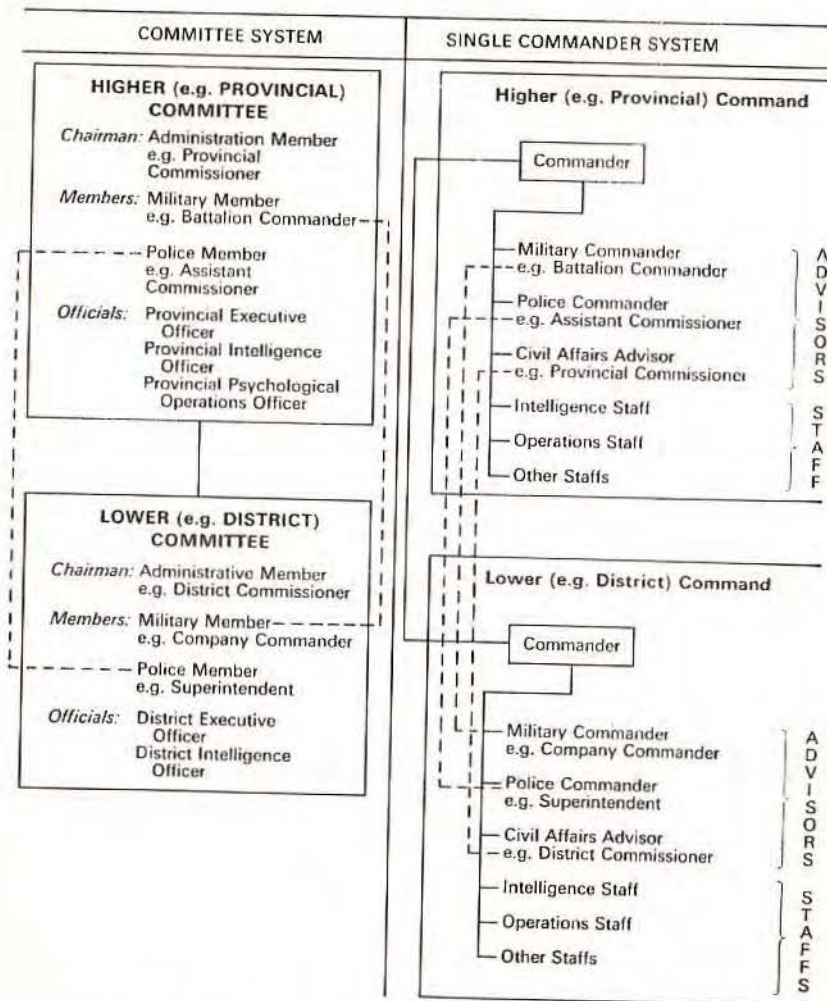 COMMITTEE SYSTEM
HIGHER (e.g. PROVINCIAL)
COMMITTEE
Chairman: Administration Member
e.g. Provincial
Commissioner
Members: Military Member
e.g. Battalion Commander
Police Member
e.g. Assistant
Commissioner
Officials: Provincial Executive
Officer
Provincial Intelligence
Officer
Provincial Psychological
Operations Officer
LOWER (e.g. DISTRICT)
COMMITTEE
Chairman: Administrative Member
e.g. District Commissioner
Members: Military Member
e.g. Company Commander
Police Member
e.g. Superintendent
Officials: District Executive
Officer
District Intelligence
Officer
SINGLE COMMANDER SYSTEM
Higher (e.g. Provincial) Command
Commander
Military Commander
e.g. Battalion Commander
Police Commander
e.g. Assistant Commissioner
Civil Affairs Advisor
e.g. Provincial Commissioner
ADVISORS
Intelligence Staff
Operations Staff
Other Staffs
STAFF
Lower (e.g. District) Command
Commander
Military Commander
e.g. Company Commander
Police Commander
e.g. Superintendent
Civil Affairs Advisor
e.g. District Commissioner
ADVISORS
Intelligence Staff
Operations Staff
Other Staffs
STAFFS